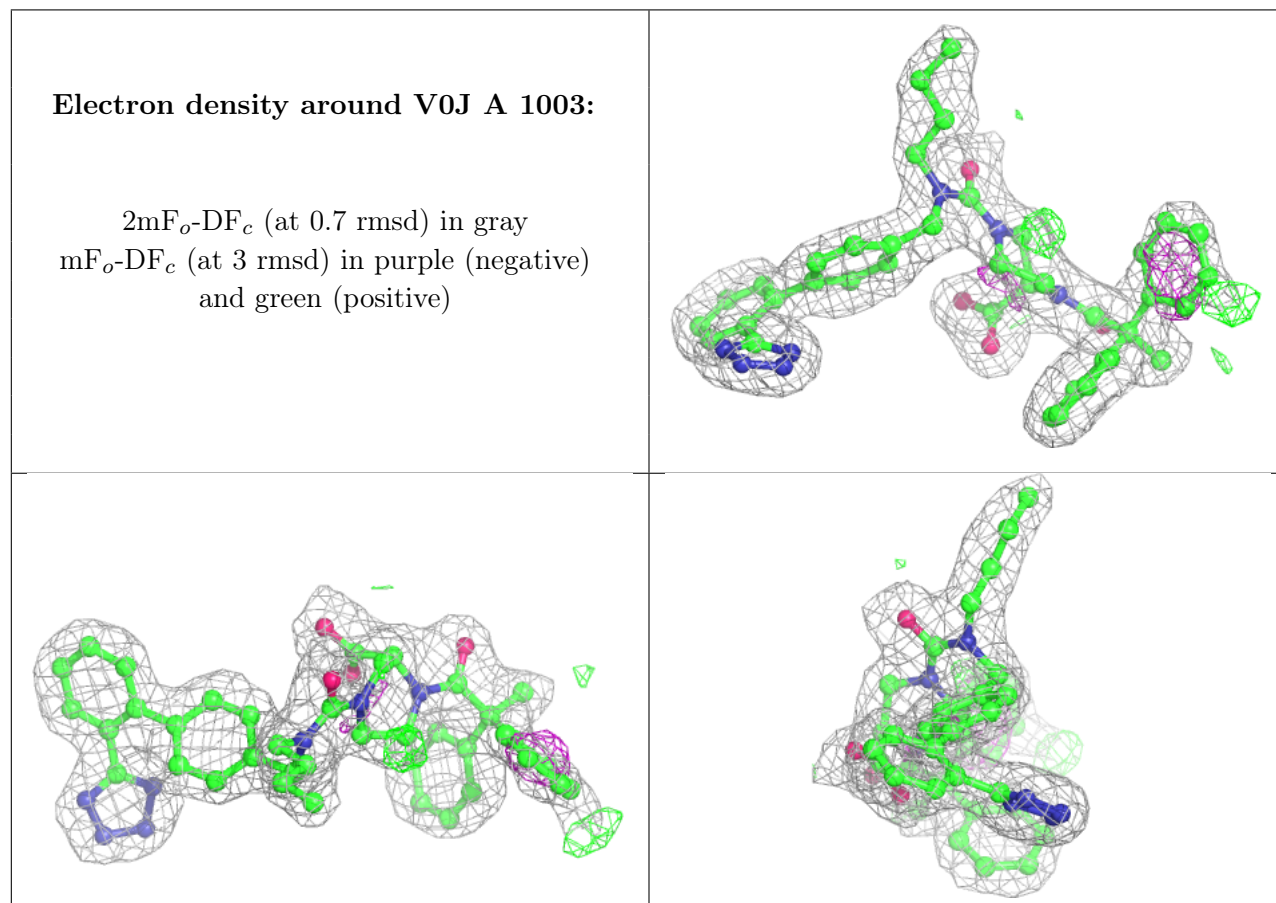 Electron density around V0J A 1003:
2mFo-DFc (at 0.7 rmsd) in gray
mFo-DFc (at 3 rmsd) in purple (negative)
and green (positive)